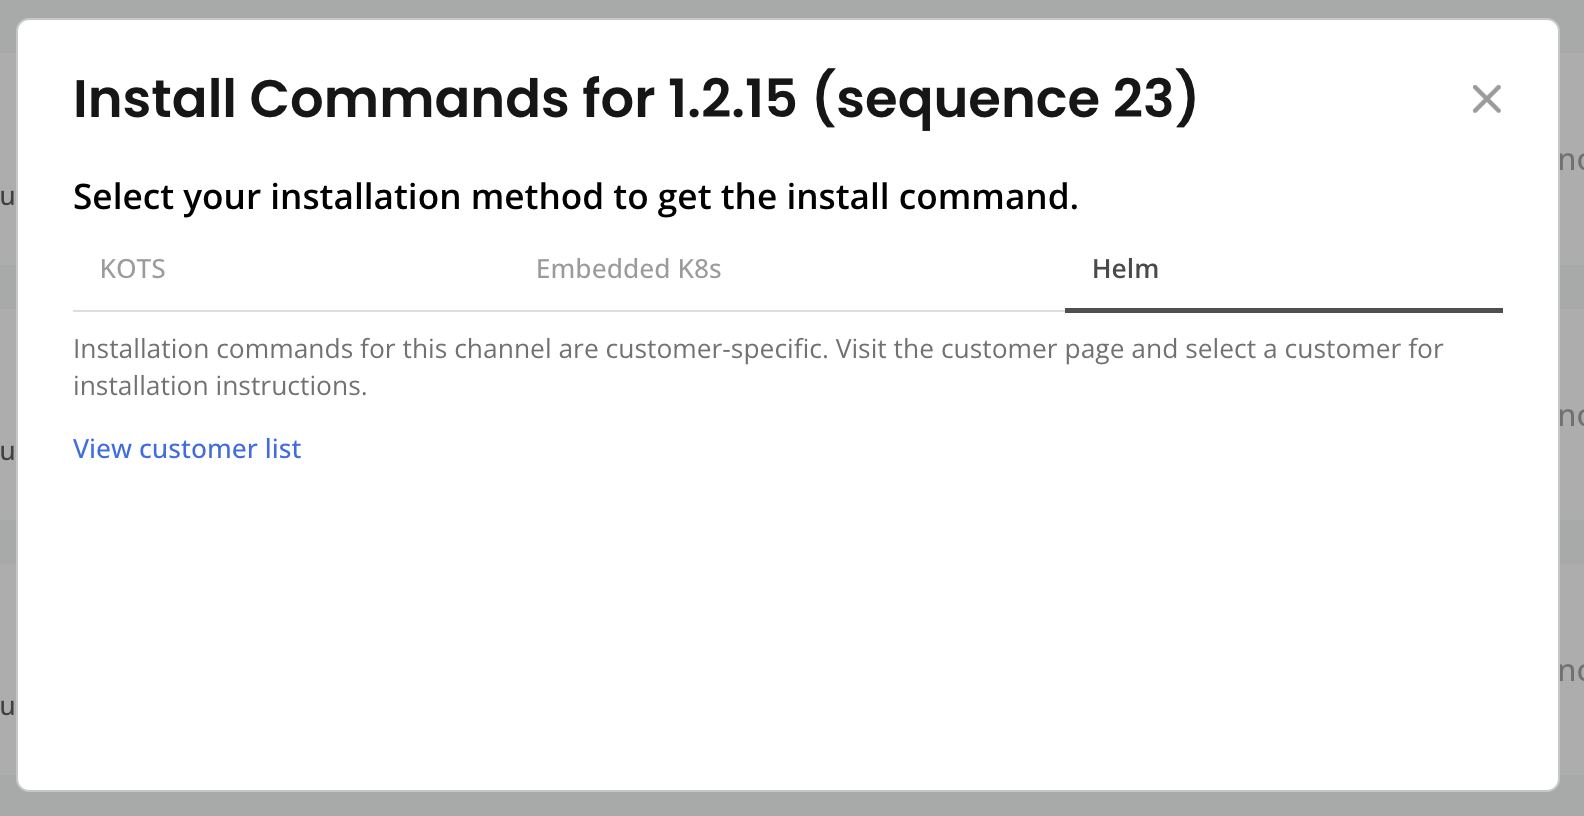 Install Commands for 1.2.15 (sequence 23)
Select your installation method to get the install command.
KOTS Embedded K8s Helm
Installation commands for this channel are customer-specific. Visit the customer page and select a customer for
installation instructions.
View customer list